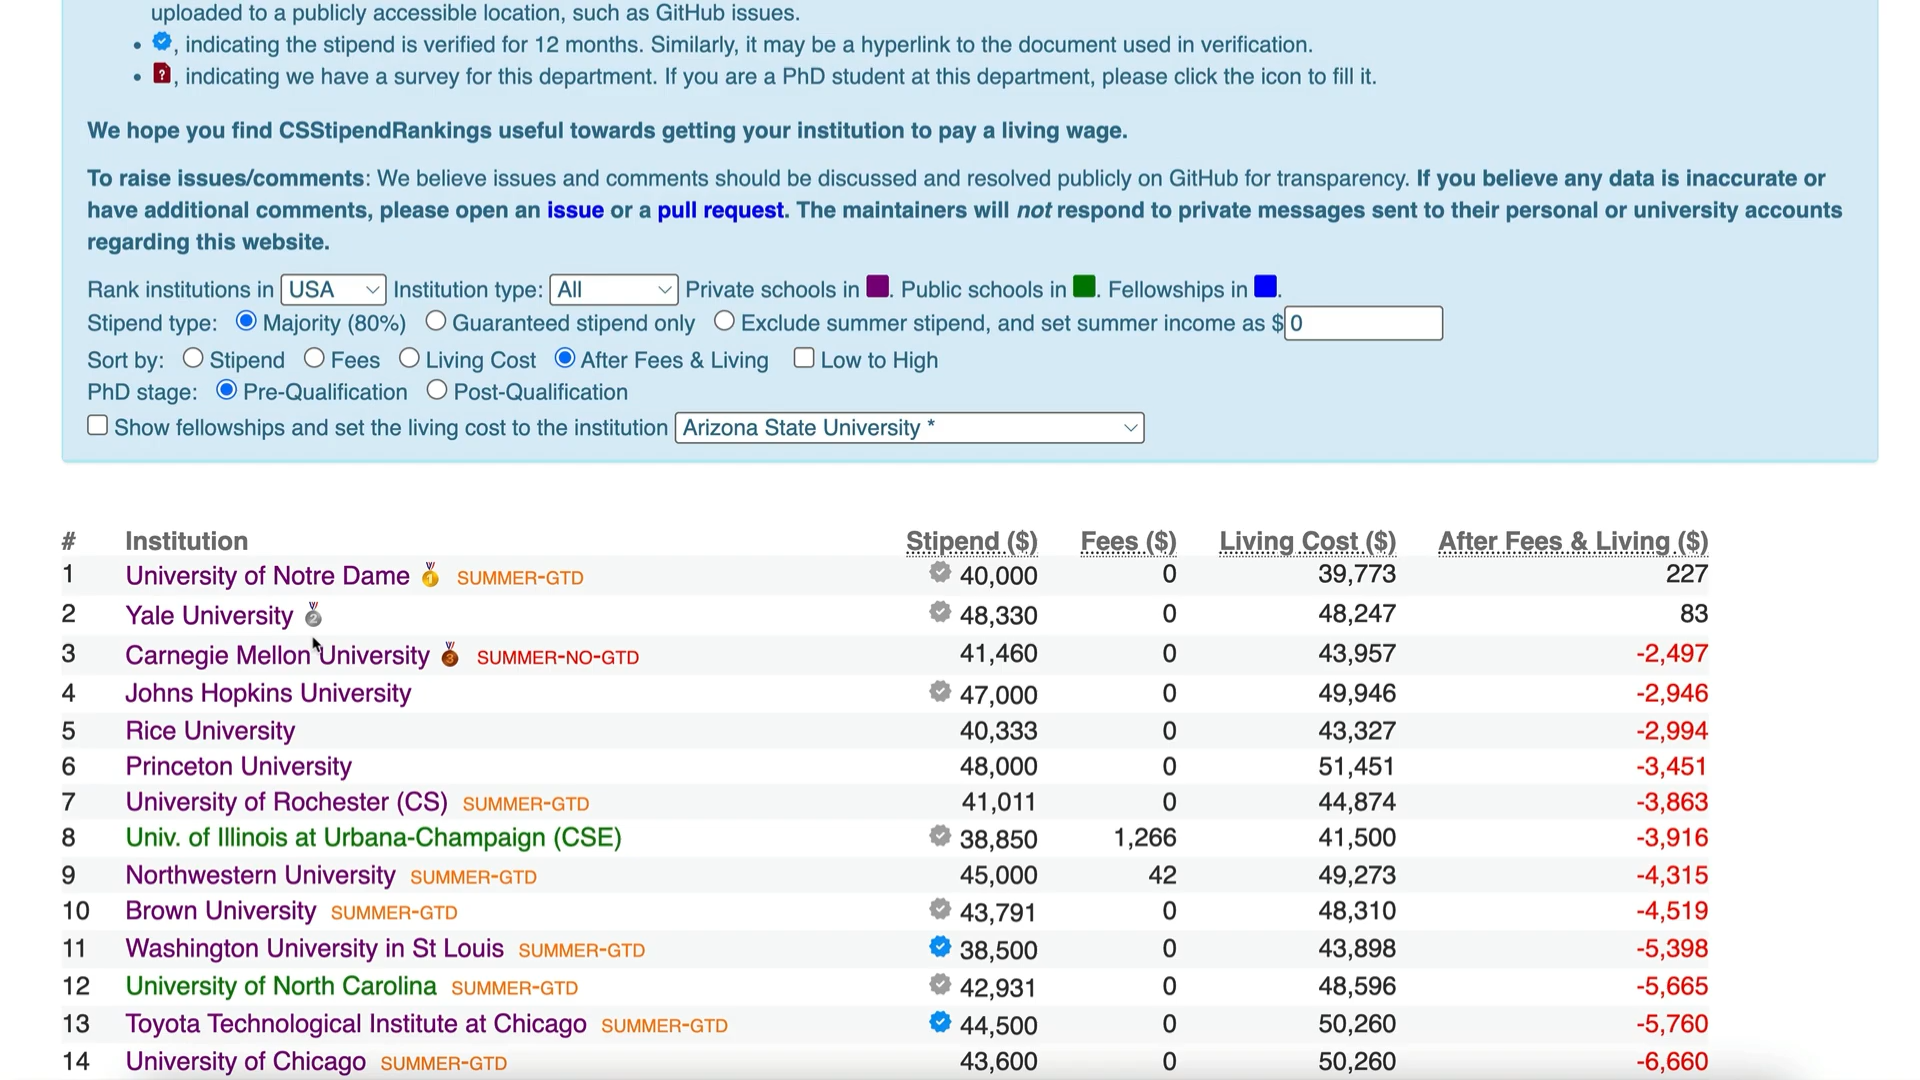 uploaded to a publicly accessible location, such as GitHub issues.
• , indicating the stipend is verified for 12 months. Similarly, it may be a hyperlink to the document used in verification.
• ?, indicating we have a survey for this department. If you are a PhD student at this department, please click the icon to fill it.
We hope you find CSStipendRankings useful towards getting your institution to pay a living wage.
To raise issues/comments: We believe issues and comments should be discussed and resolved publicly on GitHub for transparency. If you believe any data is inaccurate or
have additional comments, please open an issue or a pull request. The maintainers will not respond to private messages sent to their personal or university accounts
regarding this website.
Rank institutions in USA Institution type: All Private schools in . Public schools in . Fellowships in .
Stipend type: Majority (80%) Guaranteed stipend only Exclude summer stipend, and set summer income as $ 0
Sort by: Stipend Fees Living Cost After Fees & Living Low to High
PhD stage: Pre-Qualification Post-Qualification
Show fellowships and set the living cost to the institution Arizona State University *
# Institution Stipend ($) Fees ($) Living Cost ($) After Fees & Living ($)
1 University of Notre Dame 1 SUMMER-GTD 40,000 0 39,773 227
2 Yale University 2 48,330 0 48,247 83
3 Carnegie Mellon University 3 SUMMER-NO-GTD 41,460 0 43,957 -2,497
4 Johns Hopkins University 47,000 0 49,946 -2,946
5 Rice University 40,333 0 43,327 -2,994
6 Princeton University 48,000 0 51,451 -3,451
7 University of Rochester (CS) SUMMER-GTD 41,011 0 44,874 -3,863
8 Univ. of Illinois at Urbana-Champaign (CSE) 38,850 1,266 41,500 -3,916
9 Northwestern University SUMMER-GTD 45,000 42 49,273 -4,315
10 Brown University SUMMER-GTD 43,791 0 48,310 -4,519
11 Washington University in St Louis SUMMER-GTD 38,500 0 43,898 -5,398
12 University of North Carolina SUMMER-GTD 42,931 0 48,596 -5,665
13 Toyota Technological Institute at Chicago SUMMER-GTD 44,500 0 50,260 -5,760
14 University of Chicago SUMMER-GTD 43,600 0 50,260 -6,660